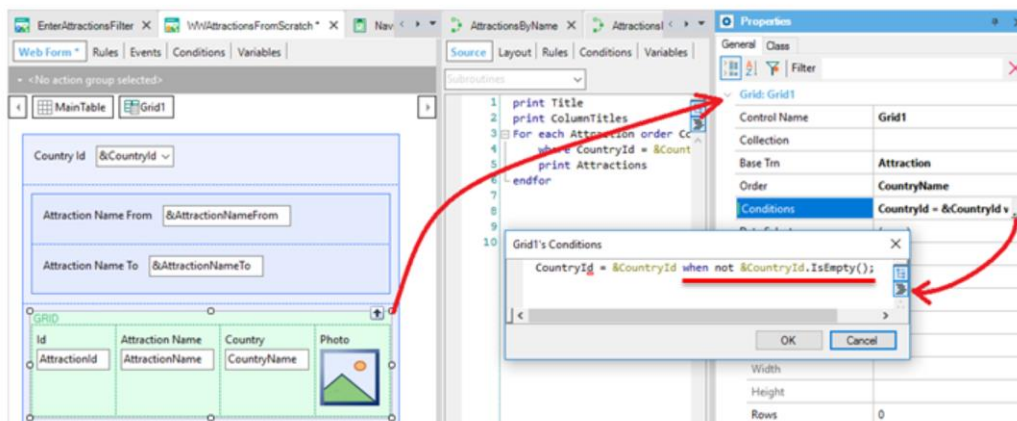 EnterAttractionsFilter
WWAttractionsFromScratch *
Nav
AttractionsByName
Properties
Web Form *
Rules
Events
Conditions
Variables
Source
Layout
Rules
Conditions
Variables
General
Class
<No action group selected>
Subroutines
Filter
MainTable
Grid1
Grid: Grid1
Control Name
Grid1
Collection
Base Trn
Attraction
Order
CountryName
Conditions
CountryId = &CountryId
1
print Title
2
print ColumnTitles
3
For each Attraction order
4
where CountryId =
5
print Attractions
6
endfor
7
8
9
10
Country Id
&CountryId
Attraction Name From
&AttractionNameFrom
Attraction Name To
&AttractionNameTo
Grid1's Conditions
CountryId = &CountryId when not &CountryId.IsEmpty();
OK
Cancel
GRID
Id
Attraction Name
Country
Photo
AttractionId
AttractionName
CountryName
Width
Height
Rows
0